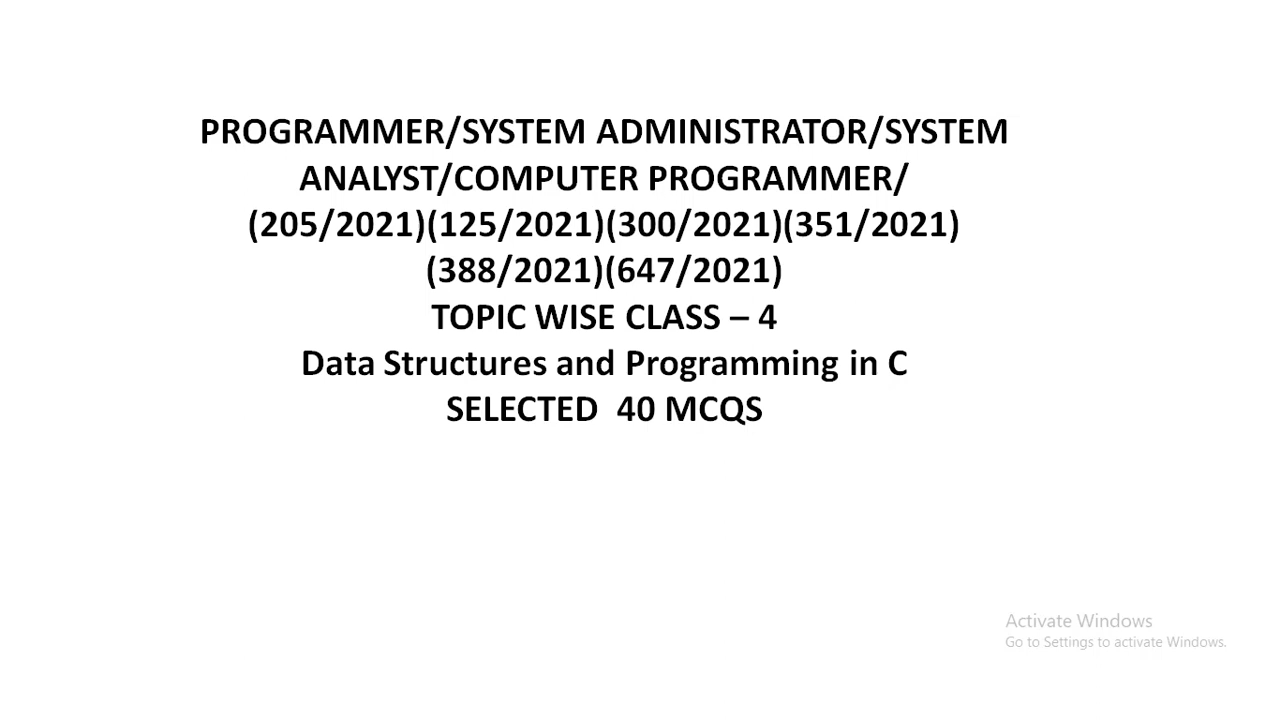 PROGRAMMER/SYSTEM ADMINISTRATOR/SYSTEM
ANALYST/COMPUTER PROGRAMMER/
(205/2021)(125/2021)(300/2021)(351/2021)
(388/2021)(647/2021)
TOPIC WISE CLASS – 4
Data Structures and Programming in C
SELECTED  40 MCQS
Activate Windows
Go to Settings to activate Windows.